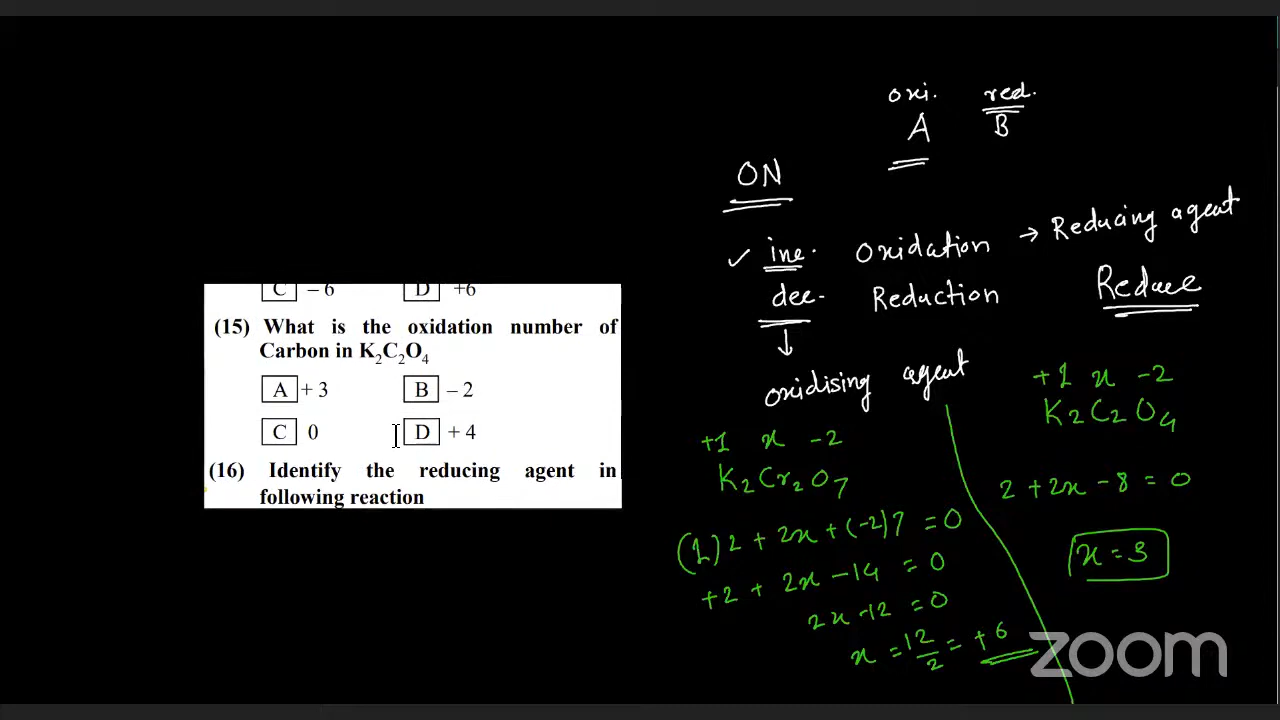 C – 6 D +6
(15) What is the oxidation number of
Carbon in K₂C₂O₄
A + 3 B – 2
C 0 D + 4
(16) Identify the reducing agent in
following reaction
oxi. red.
A B
ON
✓ inc. Oxidation → Reducing agent
dec. Reduction Reduce
↓
oxidising agent
+1 x -2
K2Cr2O7
(1)2 + 2x + (-2)7 = 0
+2 + 2x - 14 = 0
2x - 12 = 0
x = 12/2 = +6
+1 x -2
K2C2O4
2 + 2x - 8 = 0
x = 3
zoom